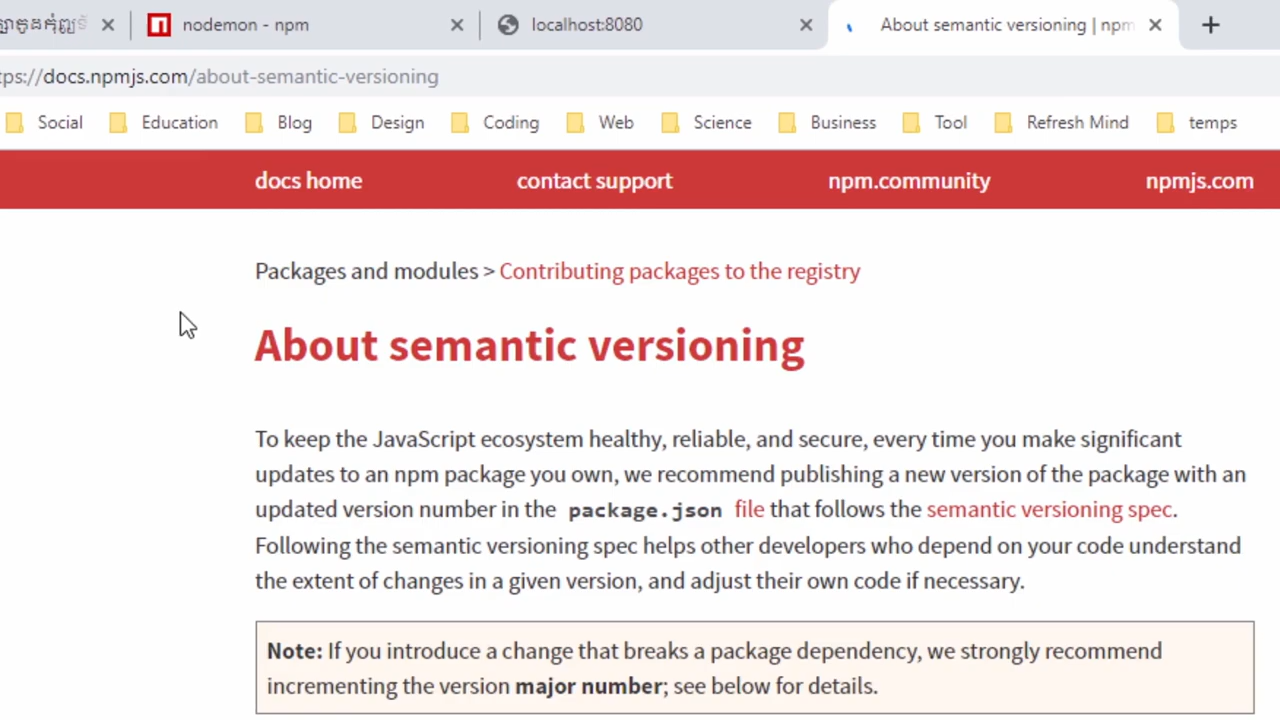 nodemon - npm
localhost:8080
About semantic versioning | npm
tps://docs.npmjs.com/about-semantic-versioning
Social Education Blog Design Coding Web Science Business Tool Refresh Mind temps
docs home contact support npm.community npmjs.com
Packages and modules > Contributing packages to the registry
About semantic versioning
To keep the JavaScript ecosystem healthy, reliable, and secure, every time you make significant
updates to an npm package you own, we recommend publishing a new version of the package with an
updated version number in the package.json file that follows the semantic versioning spec.
Following the semantic versioning spec helps other developers who depend on your code understand
the extent of changes in a given version, and adjust their own code if necessary.
Note: If you introduce a change that breaks a package dependency, we strongly recommend
incrementing the version major number; see below for details.